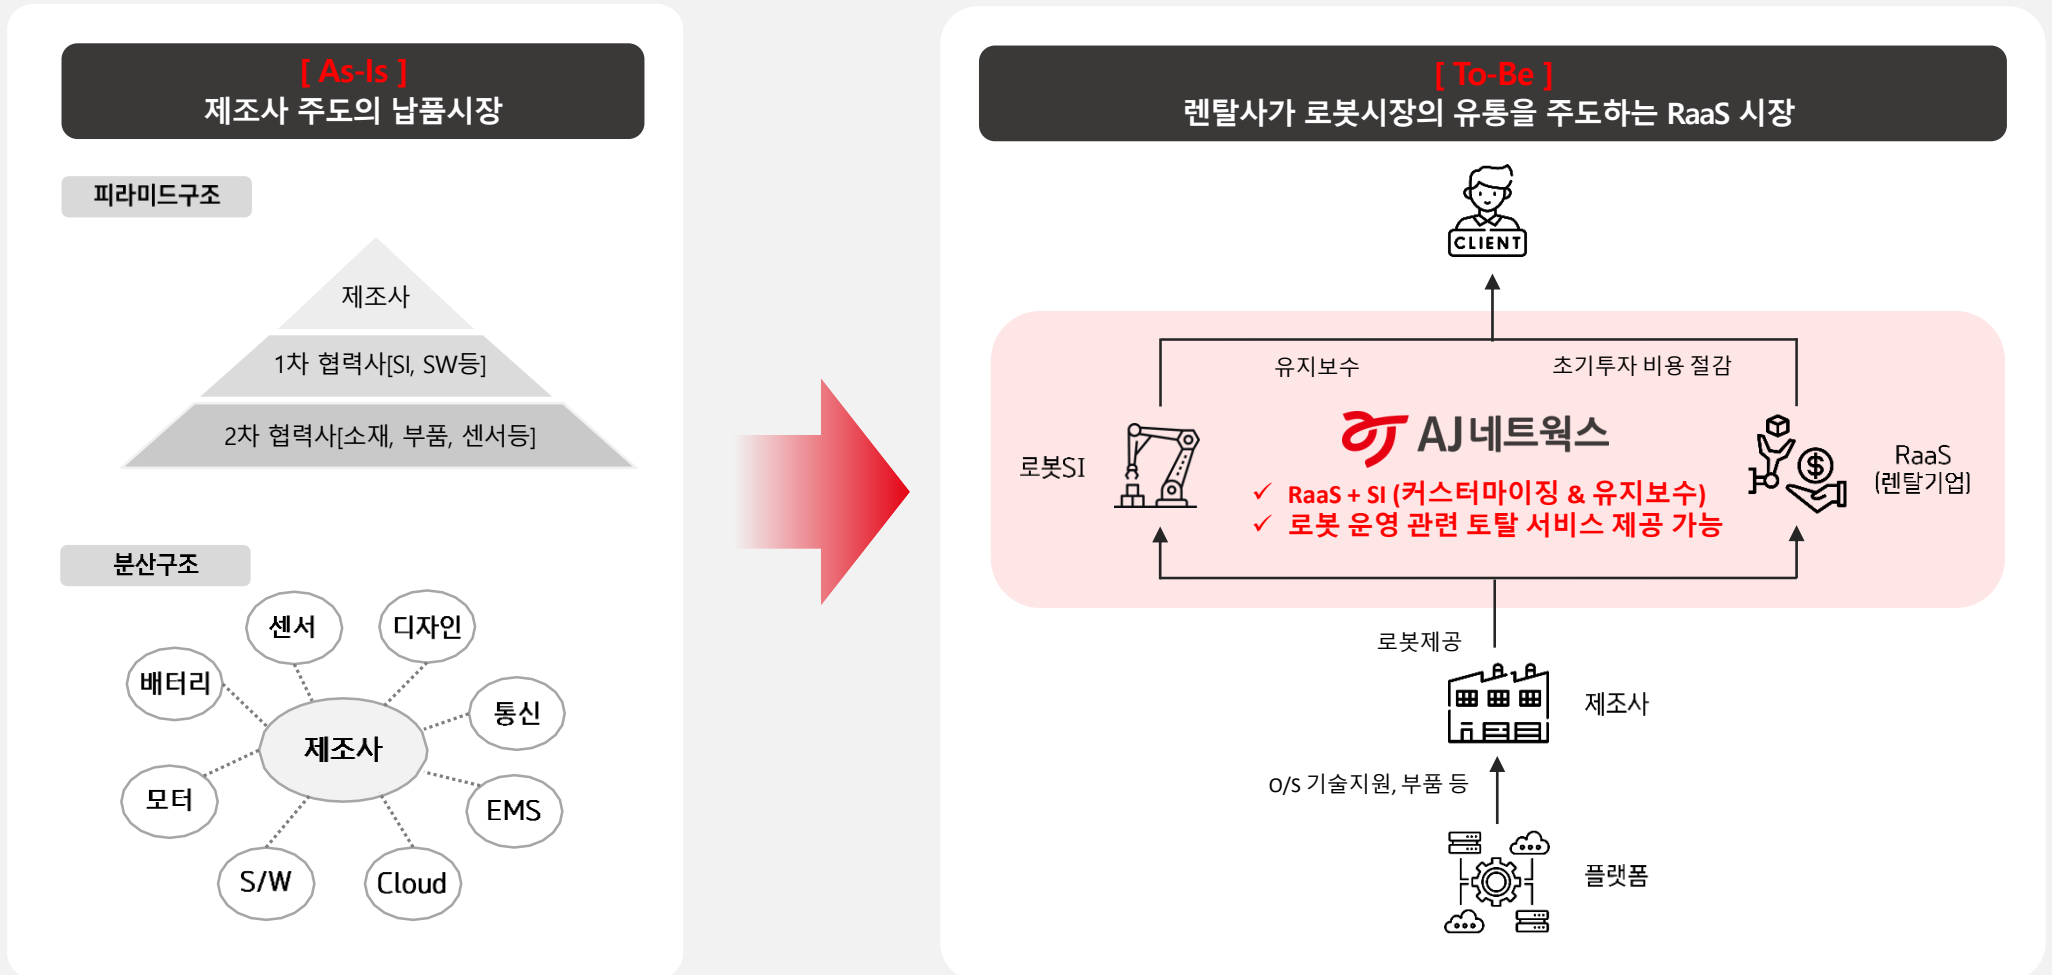 [ As-Is ]
제조사 주도의 납품시장
피라미드구조
제조사
1차 협력사[SI, SW등]
2차 협력사[소재, 부품, 센서등]
분산구조
센서
디자인
배터리
통신
제조사
모터
EMS
S/W
Cloud
[ To-Be ]
렌탈사가 로봇시장의 유통을 주도하는 RaaS 시장
CLIENT
유지보수
초기투자 비용 절감
AJ네트웍스
로봇SI
RaaS
(렌탈기업)
✓ RaaS + SI (커스터마이징 & 유지보수)
✓ 로봇 운영 관련 토탈 서비스 제공 가능
로봇제공
제조사
O/S 기술지원, 부품 등
플랫폼